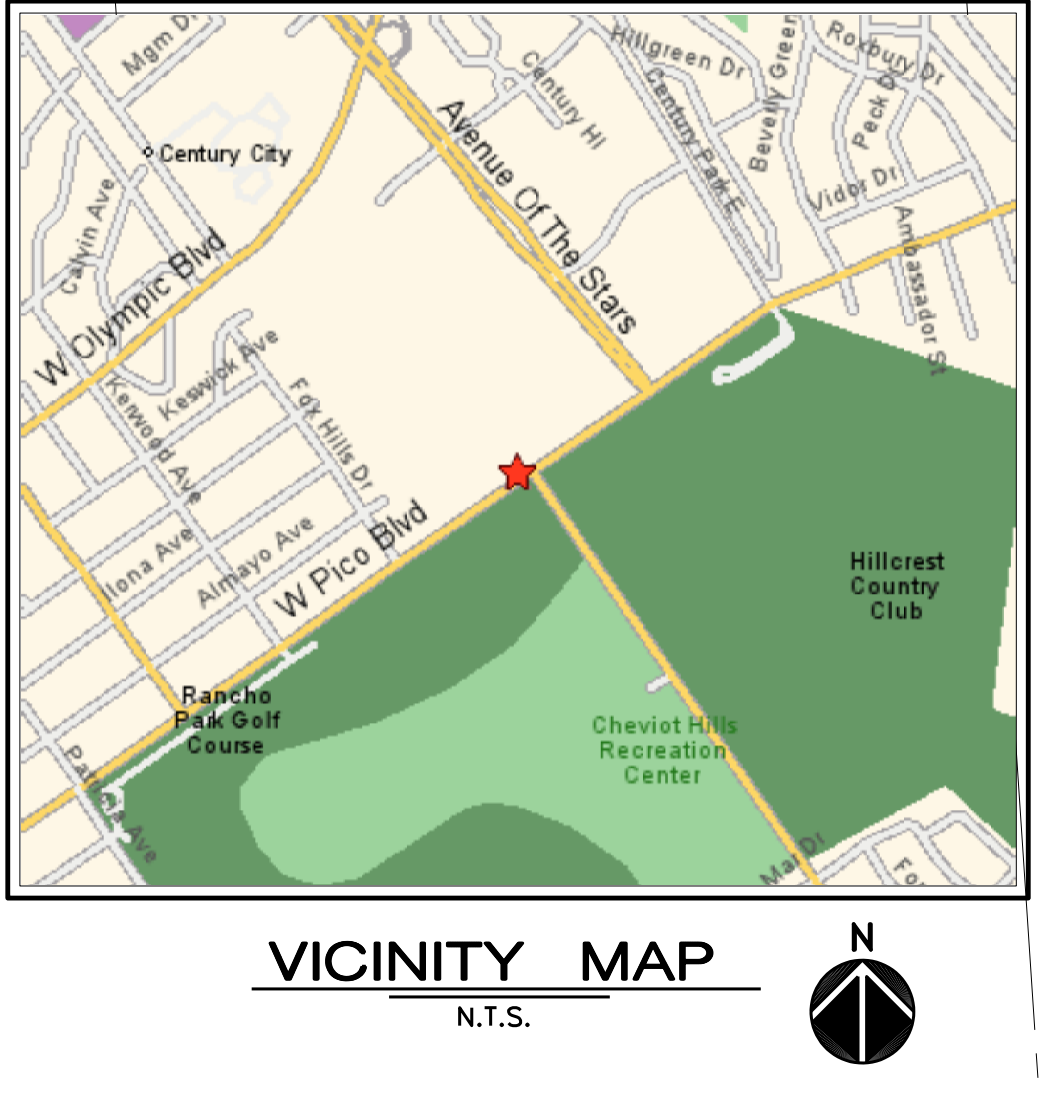 Mgm Dr
Hillgreen Dr
Roxbury Dr
Beverly Green
Century Hl
Century Park E
Peck D
Avenue Of The Stars
Century City
Calvin Ave
Vidor Dr
Ambassador St
W Olympic Blvd
Keswick Ave
Kerwood Ave
Fox Hills Dr
Ilona Ave
Almayo Ave
W Pico Blvd
Hillcrest
Country
Club
Rancho
Park Golf
Course
Cheviot Hills
Recreation
Center
Patricia Ave
Mar Dr
Fo
VICINITY MAP
N
N.T.S.